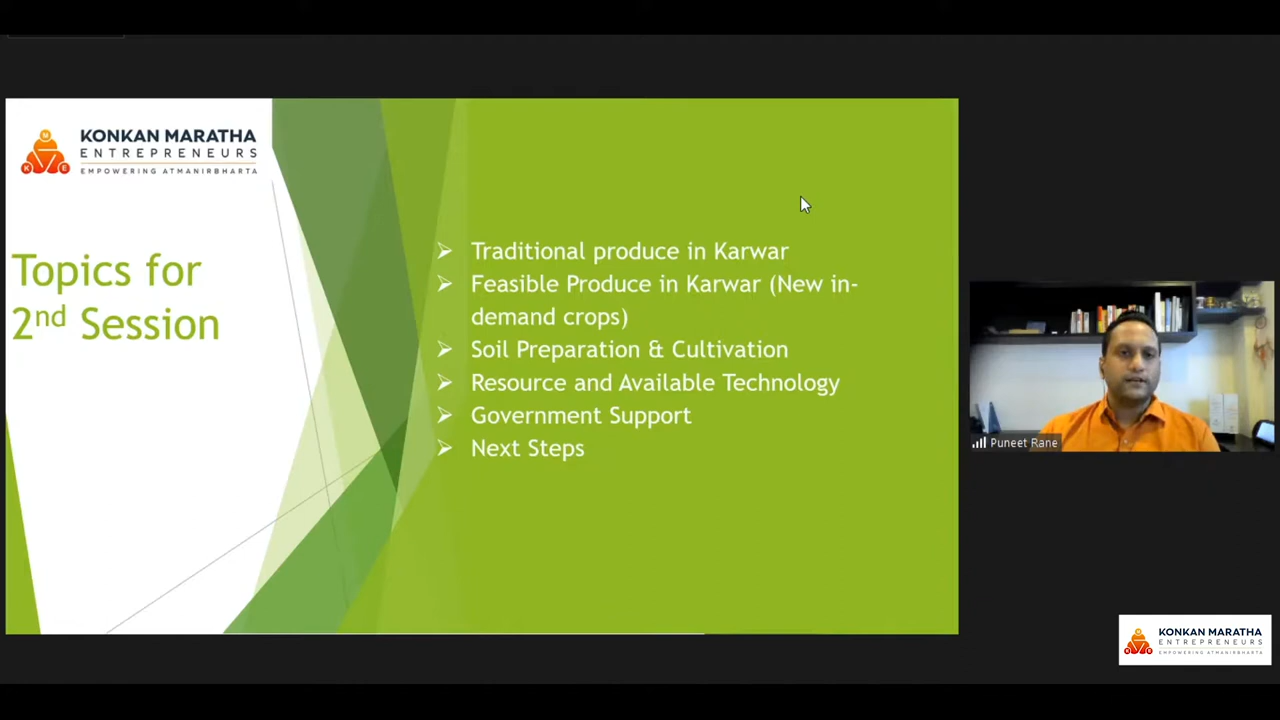 KONKAN MARATHA
ENTREPRENEURS
EMPOWERING ATMANIRBHARTA
Topics for
2nd Session
➢ Traditional produce in Karwar
➢ Feasible Produce in Karwar (New in-
demand crops)
➢ Soil Preparation & Cultivation
➢ Resource and Available Technology
➢ Government Support
➢ Next Steps
Puneet Rane
KONKAN MARATHA
ENTREPRENEURS
EMPOWERING ATMANIRBHARTA